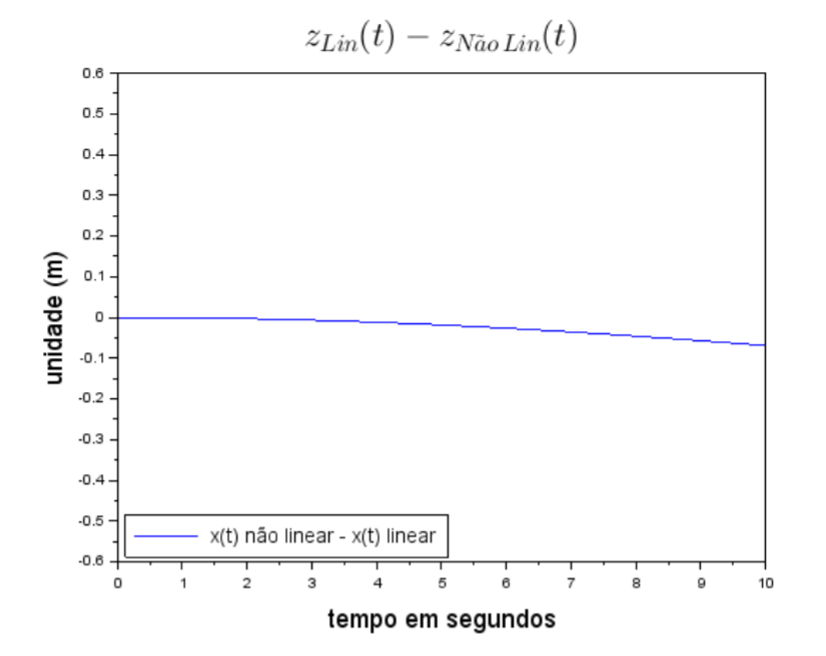 z_{Lin}(t) − z_{Não Lin}(t)
0.6
0.5
0.4
0.3
0.2
0.1
0
-0.1
-0.2
-0.3
-0.4
-0.5
-0.6
unidade (m)
x(t) não linear - x(t) linear
0 1 2 3 4 5 6 7 8 9 10
tempo em segundos